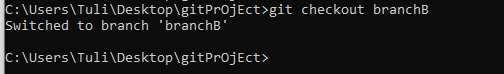 C:\Users\Tuli\Desktop\gitPrOjEct>git checkout branchB
Switched to branch 'branchB'
C:\Users\Tuli\Desktop\gitPrOjEct>